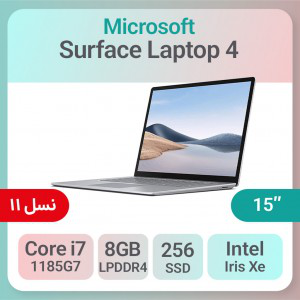 Microsoft
Surface Laptop 4
نسل ۱۱
15"
Core i7
1185G7
8GB
LPDDR4
256
SSD
Intel
Iris Xe